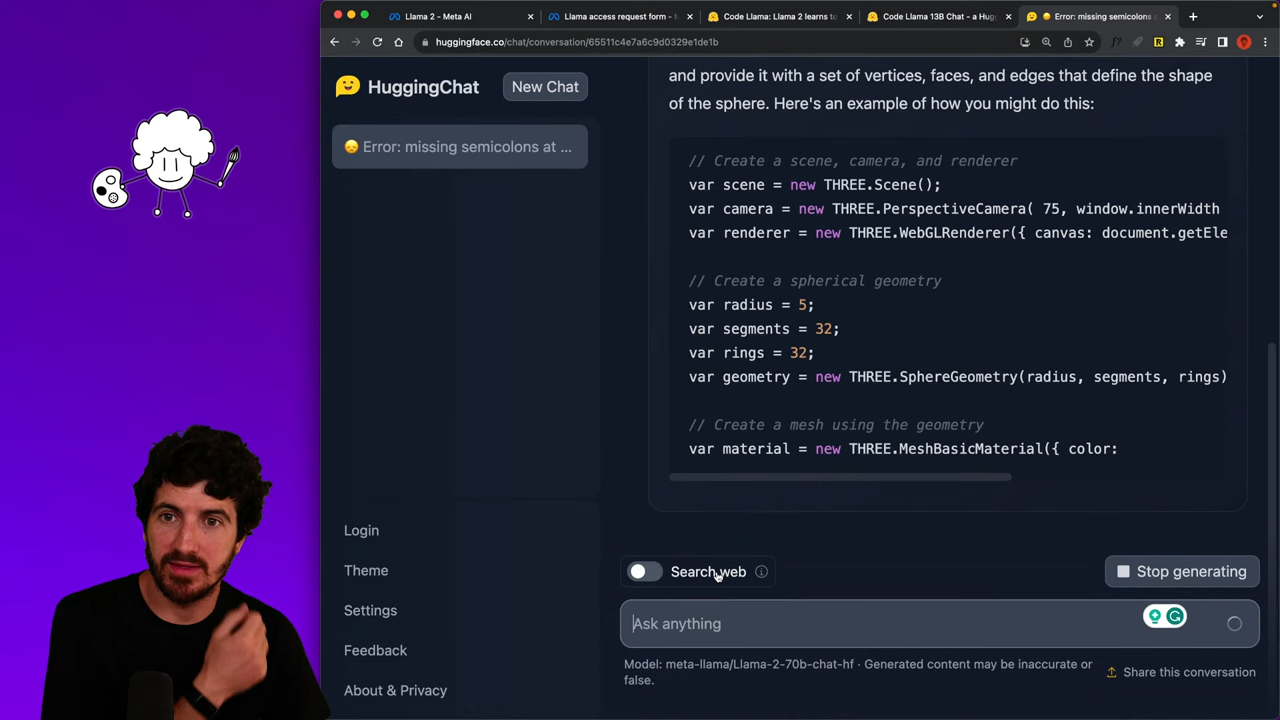 Llama 2 - Meta AI
Llama access request form -
Code Llama: Llama 2 learns to
Code Llama 13B Chat - a Hugg
Error: missing semicolons a
huggingface.co/chat/conversation/65511c4e7a6c9d0329e1de1b
HuggingChat
New Chat
Error: missing semicolons at ...
and provide it with a set of vertices, faces, and edges that define the shape
of the sphere. Here's an example of how you might do this:
// Create a scene, camera, and renderer
var scene = new THREE.Scene();
var camera = new THREE.PerspectiveCamera( 75, window.innerWidth
var renderer = new THREE.WebGLRenderer({ canvas: document.getEle
// Create a spherical geometry
var radius = 5;
var segments = 32;
var rings = 32;
var geometry = new THREE.SphereGeometry(radius, segments, rings)
// Create a mesh using the geometry
var material = new THREE.MeshBasicMaterial({ color:
Login
Theme
Settings
Feedback
About & Privacy
Search web
Stop generating
Ask anything
Model: meta-llama/Llama-2-70b-chat-hf · Generated content may be inaccurate or
false.
Share this conversation